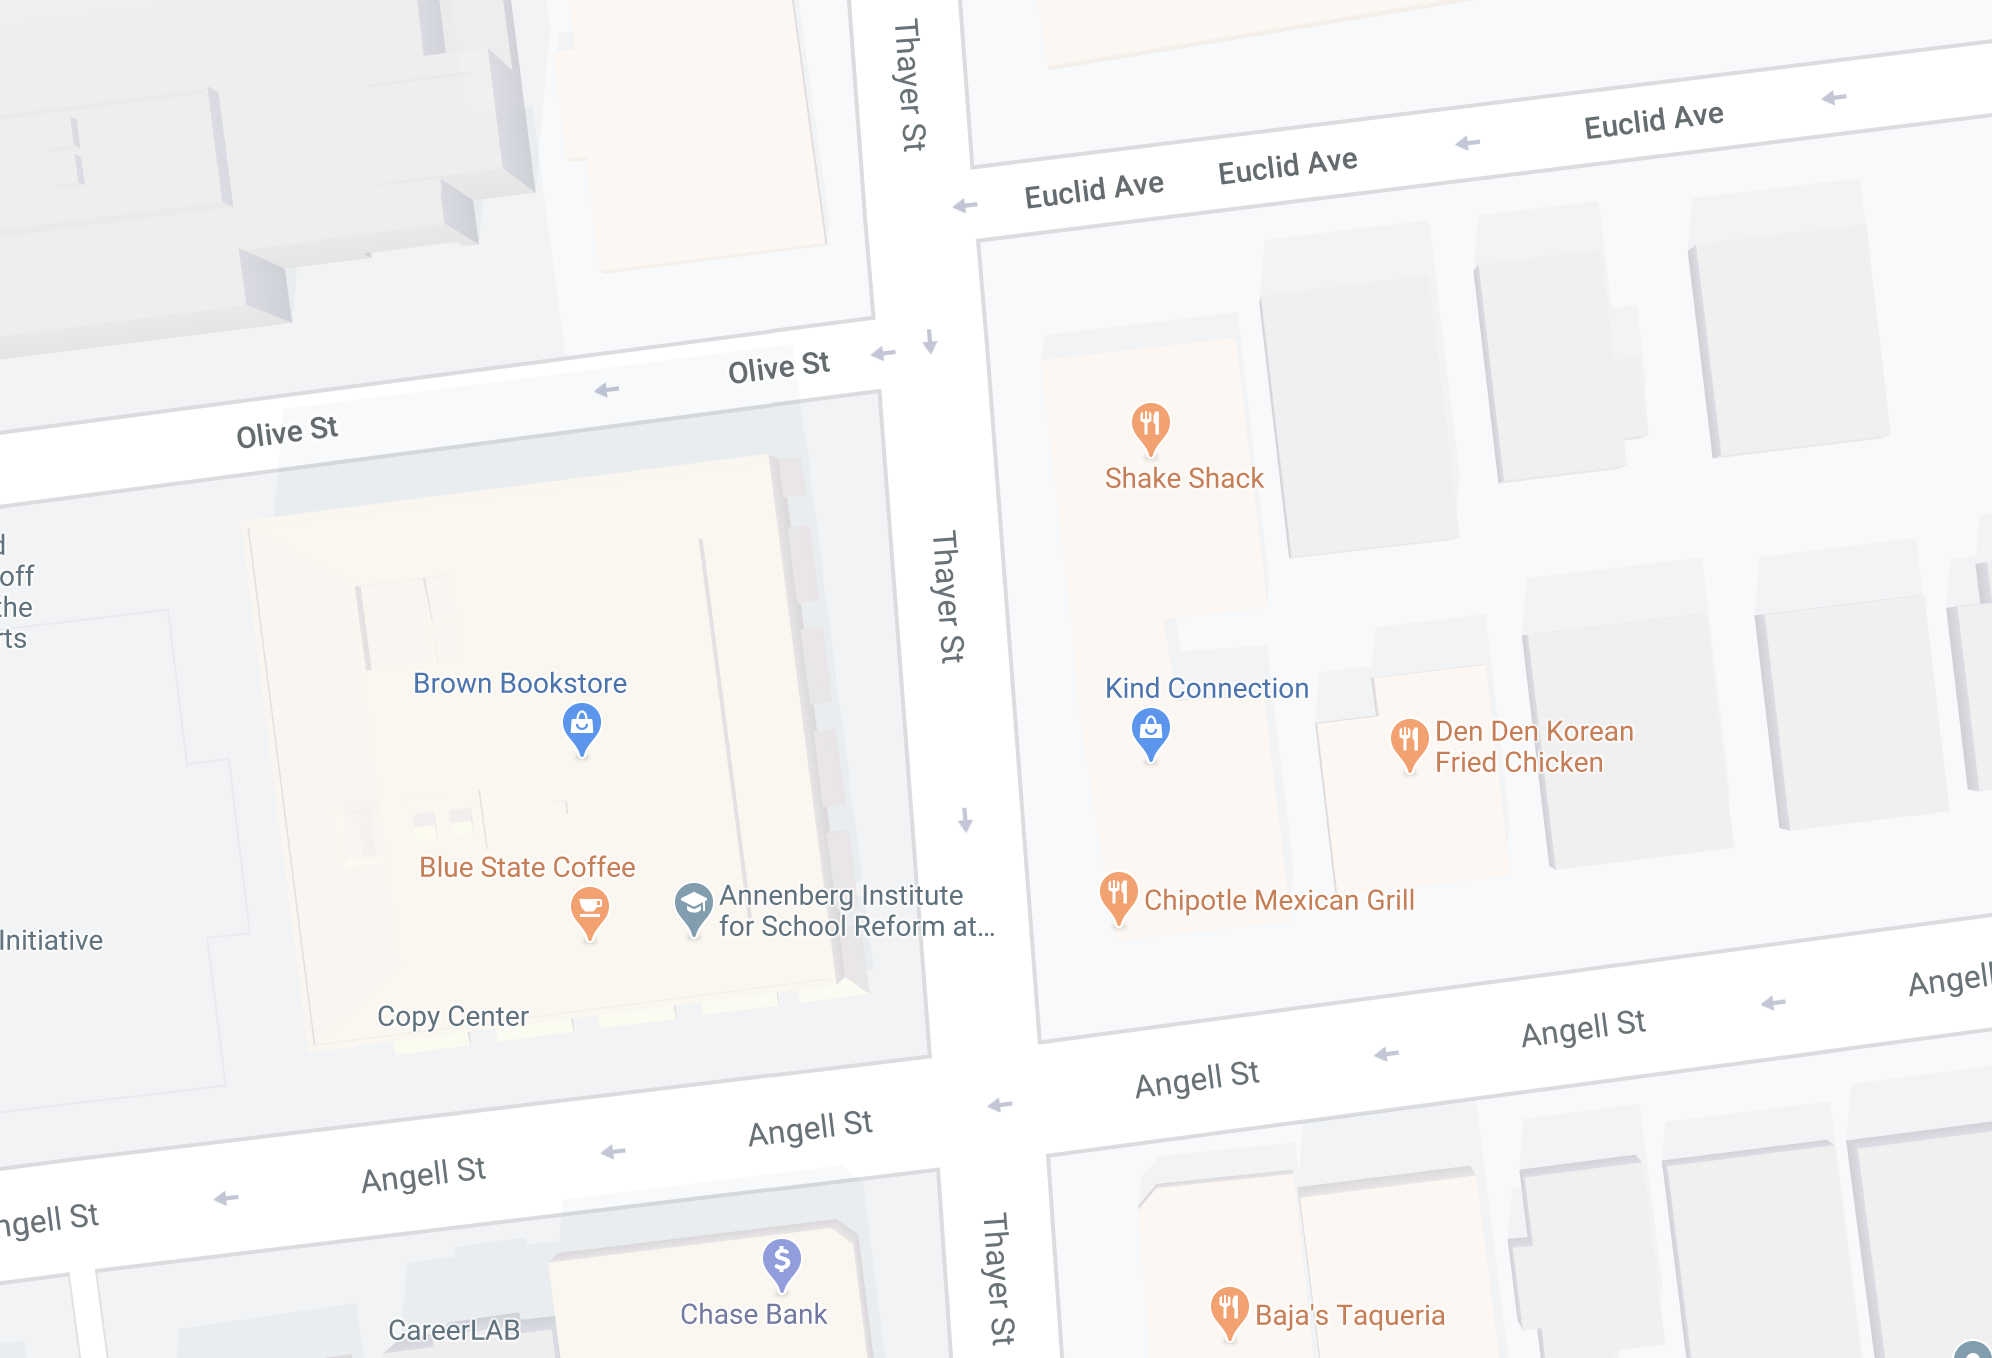 Thayer St
Euclid Ave
Euclid Ave
Euclid Ave
Olive St
Olive St
Shake Shack
off
Thayer St
Brown Bookstore
Kind Connection
Den Den Korean
Fried Chicken
Blue State Coffee
Annenberg Institute
for School Reform at...
Chipotle Mexican Grill
Initiative
Copy Center
Angell
Angell St
Angell St
Angell St
Angell St
ngell St
Thayer St
$
Chase Bank
CareerLAB
Baja's Taqueria